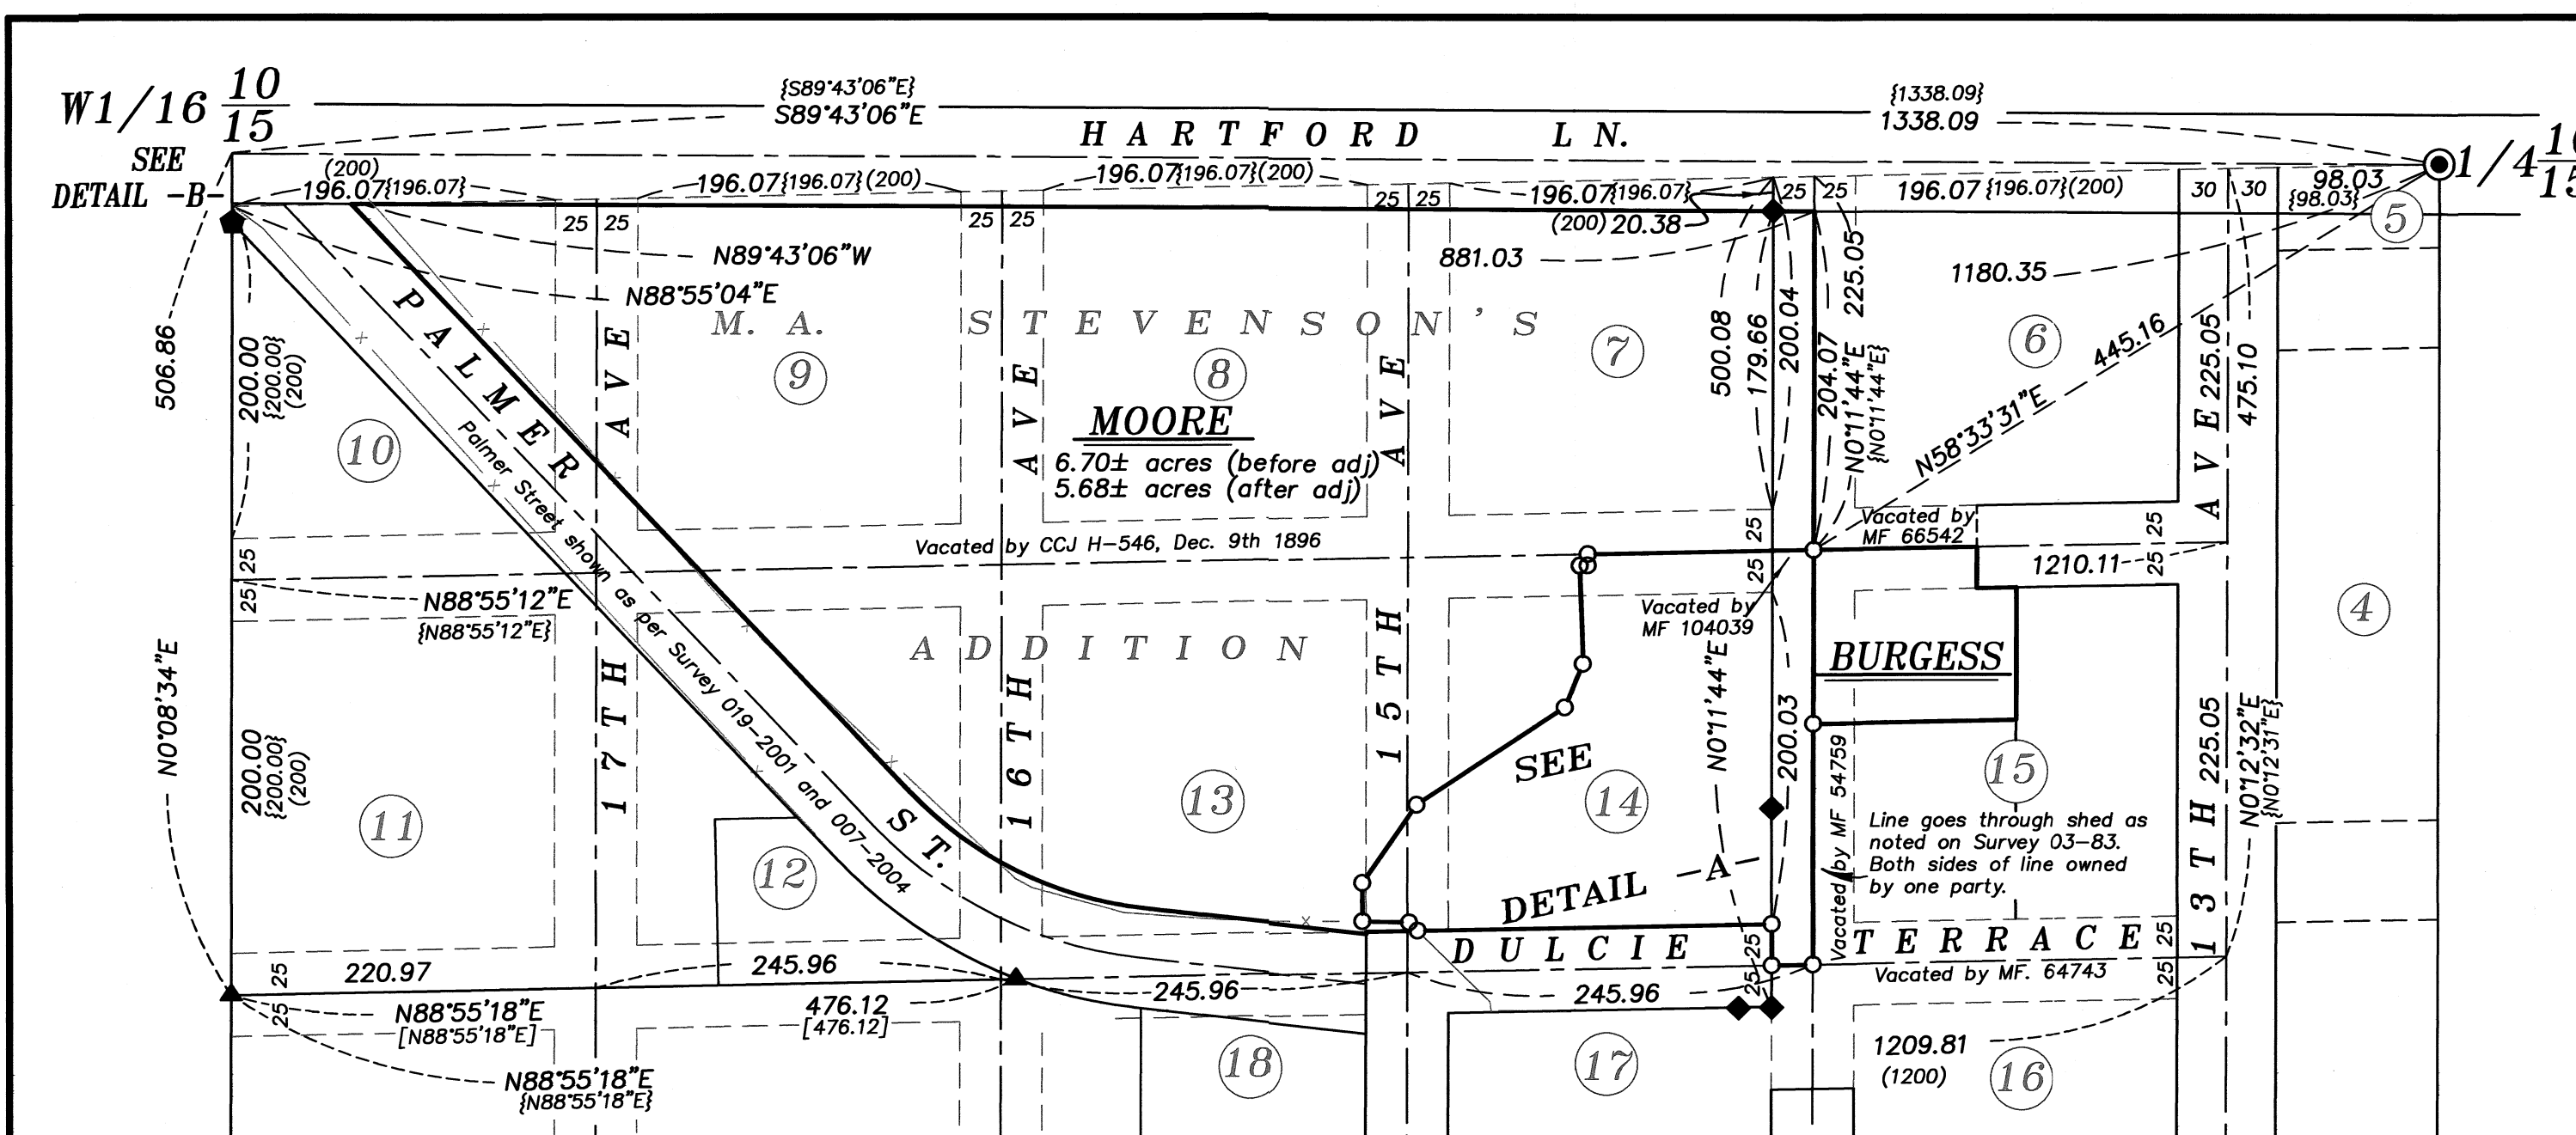 W1/16 10/15
{S89°43'06"E}
S89°43'06"E
{1338.09}
1338.09
HARTFORD LN.
1/4
SEE
DETAIL -B-
(200)
196.07{196.07}
196.07{196.07}(200)
196.07{196.07}(200)
196.07{196.07}
(200) 20.38
25 25
196.07 {196.07}(200)
30 30
98.03
{98.03}
5
25 25
25 25
25 25
N89°43'06"W
N88°55'04"E
881.03
1180.35
225.05
506.86
200.00
{200.00}
(200)
PALMER ST.
Palmer Street shown as per Survey 019-2001 and 007-2004
M. A. STEVENSON'S
ADDITION
9
8
7
6
10
MOORE
6.70± acres (before adj)
5.68± acres (after adj)
500.08
179.66
200.04
204.07
N0°11'44"E
{N0°11'44"E}
N58°33'31"E
445.16
225.05
475.10
17TH AVE
16TH AVE
15TH AVE
13TH AVE
Vacated by CCJ H-546, Dec. 9th 1896
25
25
25
25
Vacated by
MF 66542
25
25
1210.11
N88°55'12"E
{N88°55'12"E}
Vacated by
MF 104039
BURGESS
4
N0°08'34"E
200.00
{200.00}
(200)
N0°11'44"E
200.03
225.05
N0°12'32"E
{N0°12'31"E}
11
12
13
14
15
SEE
DETAIL -A-
Vacated by MF 54759
Line goes through shed as
noted on Survey 03-83.
Both sides of line owned
by one party.
DULCIE TERRACE
Vacated by MF. 64743
25
25
25
25
25
25
220.97
245.96
245.96
245.96
N88°55'18"E
[N88°55'18"E]
476.12
[476.12]
N88°55'18"E
{N88°55'18"E}
1209.81
(1200)
18
17
16